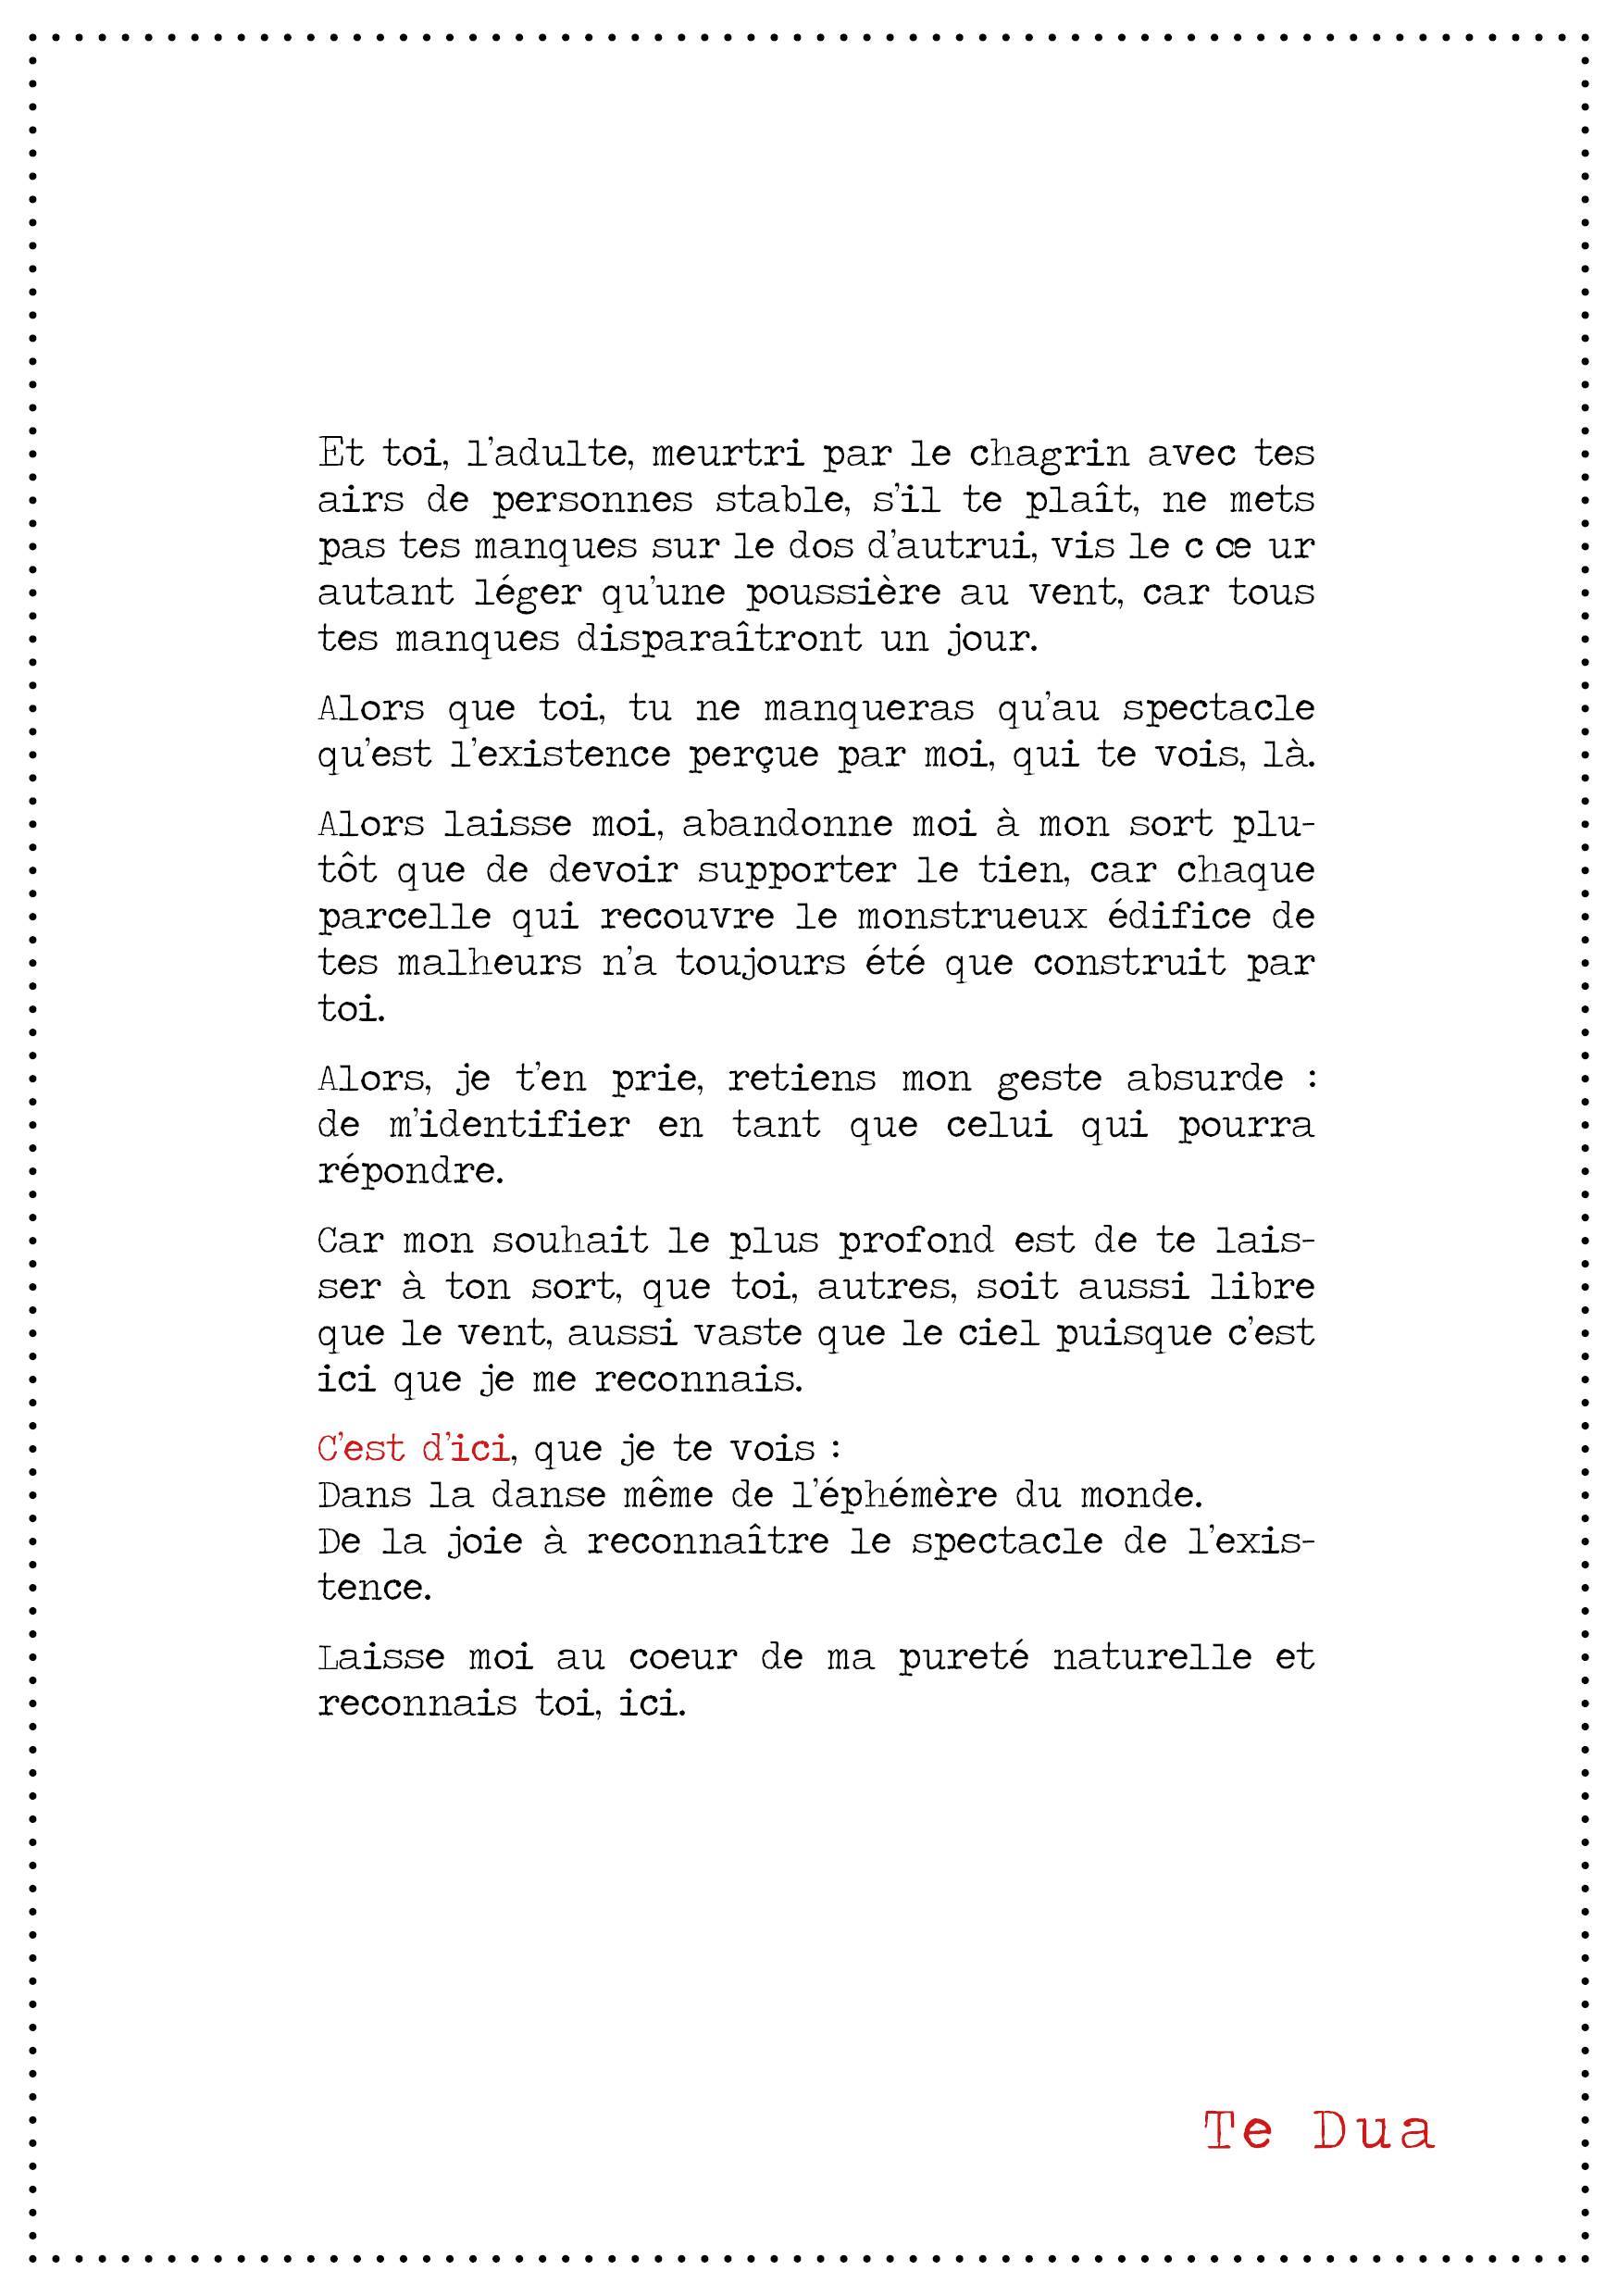 Et toi, l'adulte, meurtri par le chagrin avec tes
airs de personnes stable, s'il te plaît, ne mets
pas tes manques sur le dos d'autrui, vis le c œ ur
autant léger qu'une poussière au vent, car tous
tes manques disparaîtront un jour.
Alors que toi, tu ne manqueras qu'au spectacle
qu'est l'existence perçue par moi, qui te vois, là.
Alors laisse moi, abandonne moi à mon sort plu-
tôt que de devoir supporter le tien, car chaque
parcelle qui recouvre le monstrueux édifice de
tes malheurs n'a toujours été que construit par
toi.
Alors, je t'en prie, retiens mon geste absurde :
de m'identifier en tant que celui qui pourra
répondre.
Car mon souhait le plus profond est de te lais-
ser à ton sort, que toi, autres, soit aussi libre
que le vent, aussi vaste que le ciel puisque c'est
ici que je me reconnais.
C'est d'ici, que je te vois :
Dans la danse même de l'éphémère du monde.
De la joie à reconnaître le spectacle de l'exis-
tence.
Laisse moi au coeur de ma pureté naturelle et
reconnais toi, ici.
Te Dua